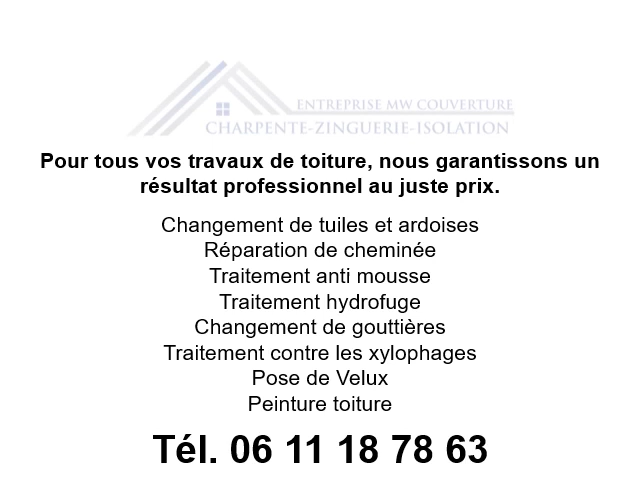 ENTREPRISE MW COUVERTURE
CHARPENTE-ZINGUERIE-ISOLATION
Pour tous vos travaux de toiture, nous garantissons un
résultat professionnel au juste prix.
Changement de tuiles et ardoises
Réparation de cheminée
Traitement anti mousse
Traitement hydrofuge
Changement de gouttières
Traitement contre les xylophages
Pose de Velux
Peinture toiture
Tél. 06 11 18 78 63